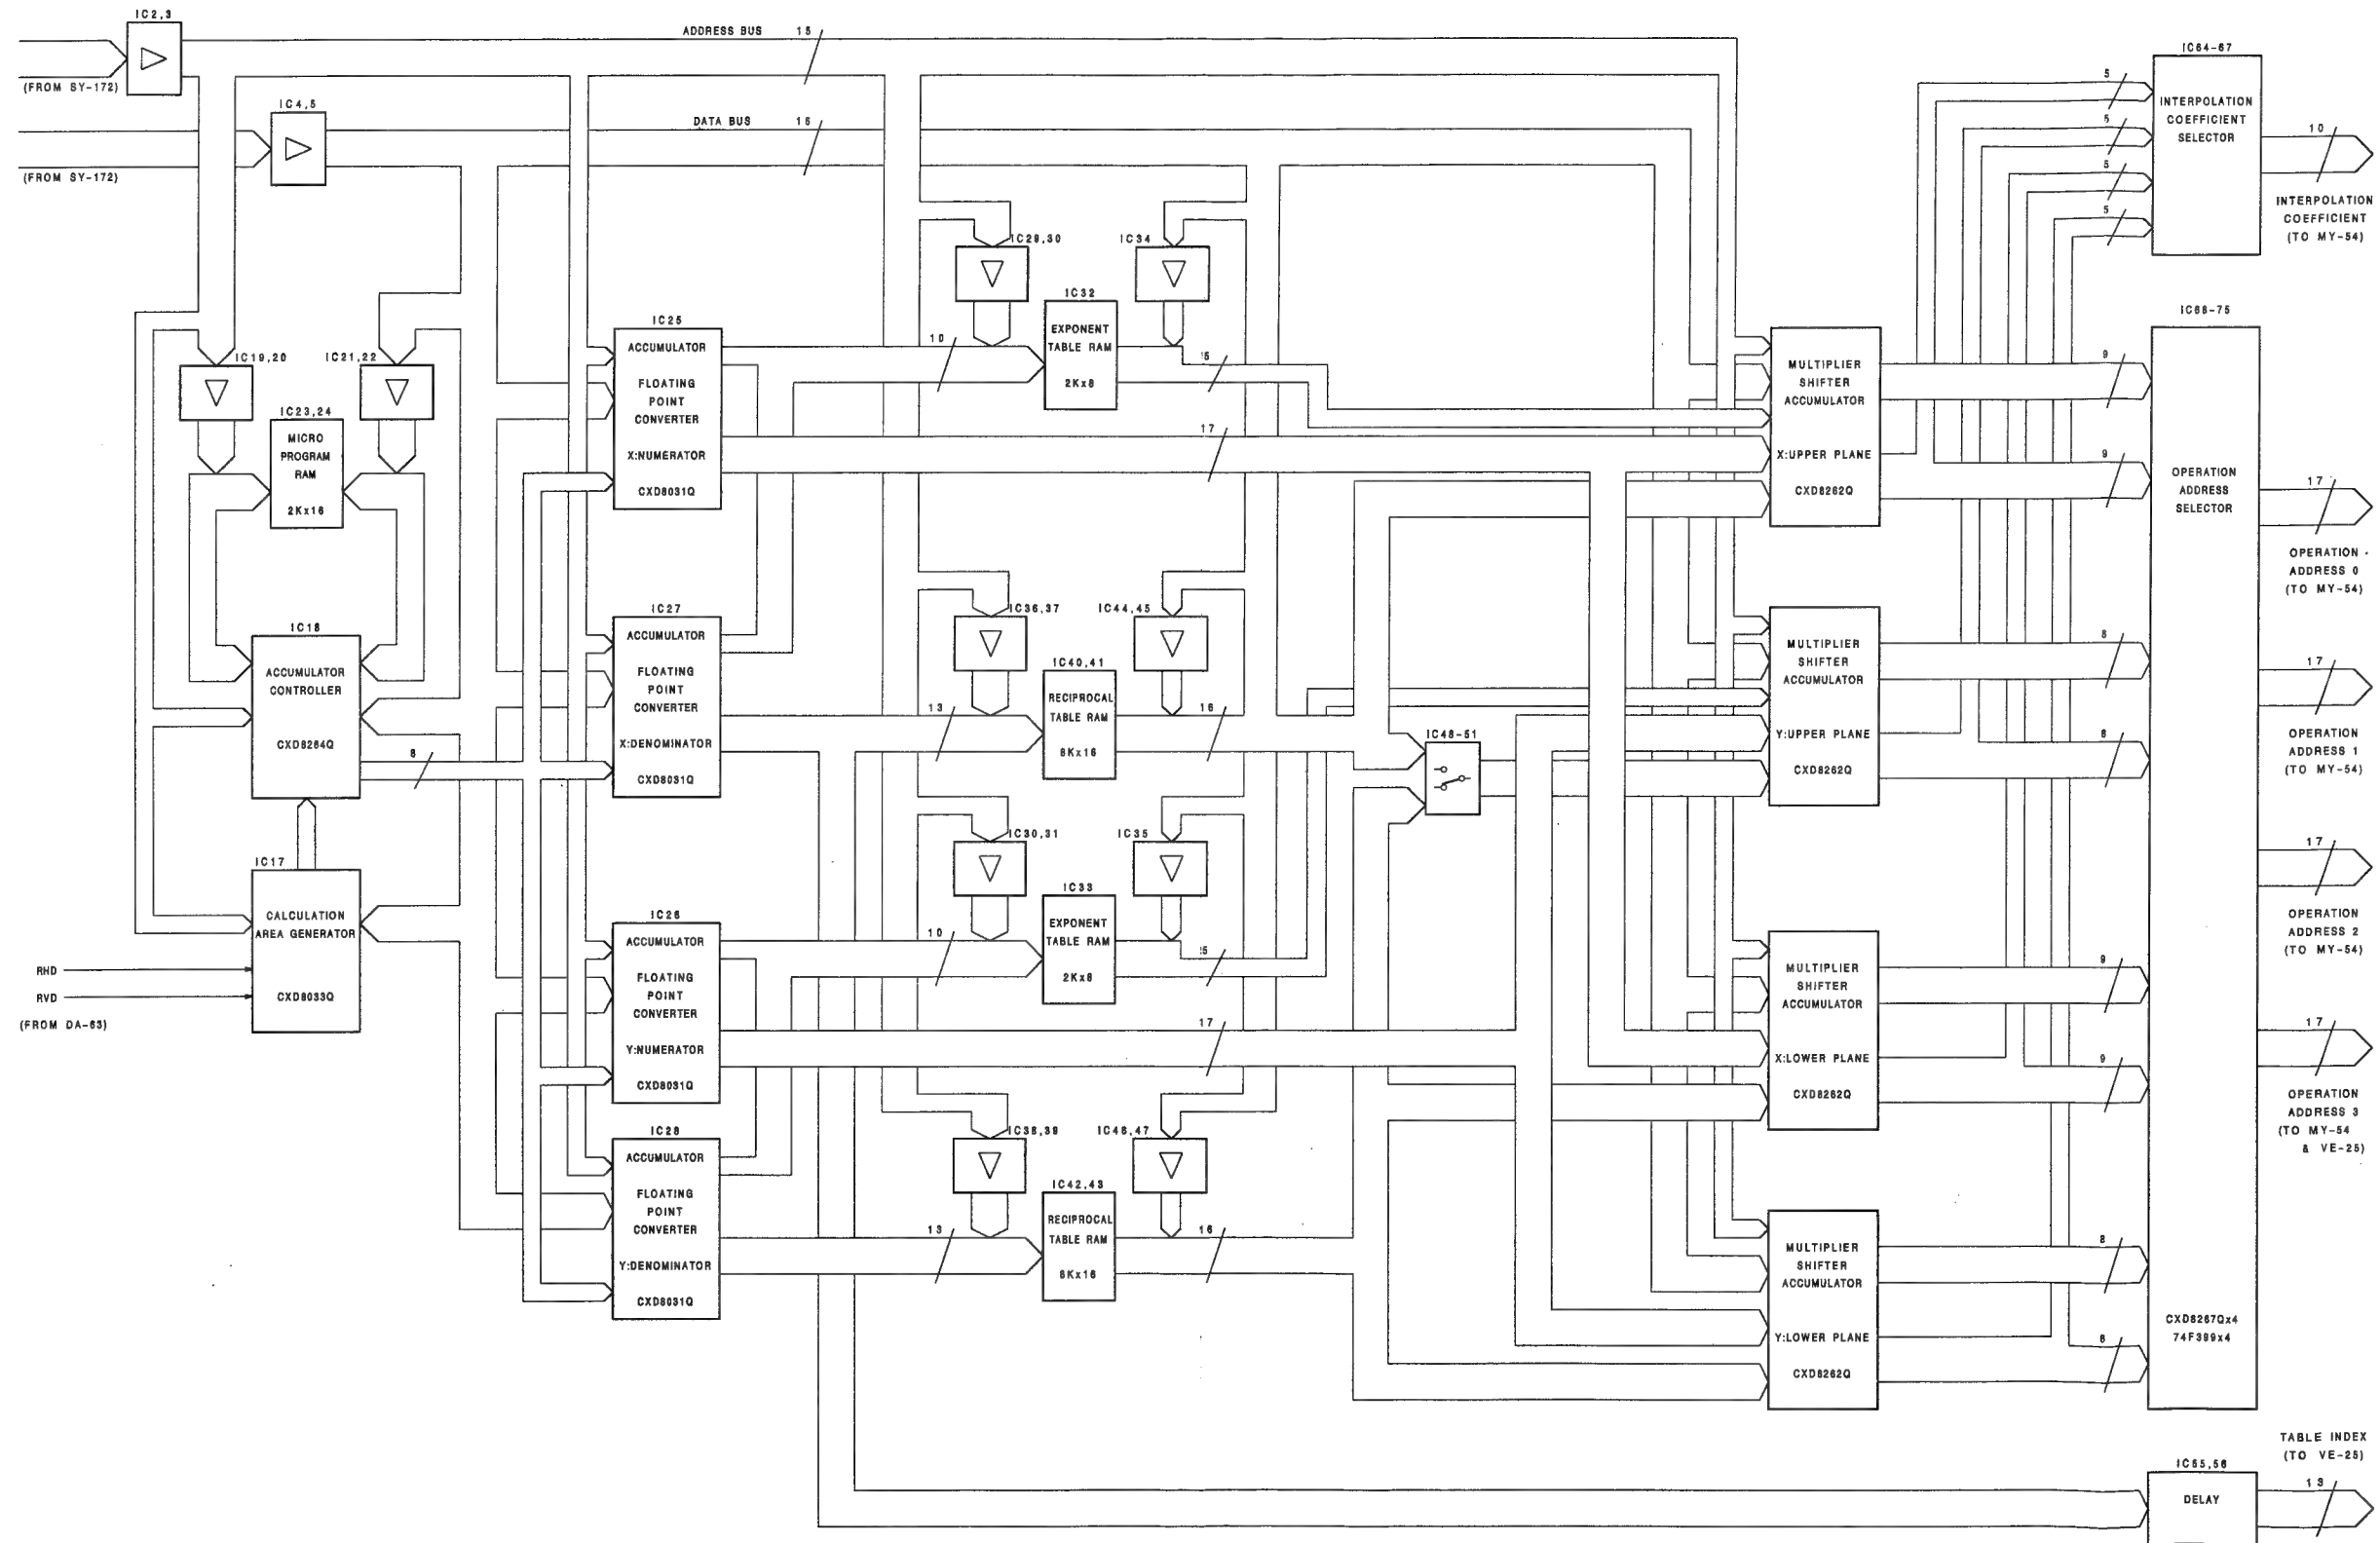 IC2,3
(FROM SY-172)
IC4,5
(FROM SY-172)
ADDRESS BUS 15
DATA BUS 16
IC19,20
IC21,22
IC23,24
MICRO
PROGRAM
RAM
2Kx16
IC18
ACCUMULATOR
CONTROLLER
CXD8264Q
8
IC17
CALCULATION
AREA GENERATOR
CXD8033Q
RHD
RVD
(FROM DA-63)
IC25
ACCUMULATOR
FLOATING
POINT
CONVERTER
X:NUMERATOR
CXD8031Q
IC27
ACCUMULATOR
FLOATING
POINT
CONVERTER
X:DENOMINATOR
CXD8031Q
IC26
ACCUMULATOR
FLOATING
POINT
CONVERTER
Y:NUMERATOR
CXD8031Q
IC28
ACCUMULATOR
FLOATING
POINT
CONVERTER
Y:DENOMINATOR
CXD8031Q
IC29,30
IC34
10
IC32
EXPONENT
TABLE RAM
2Kx8
5
17
IC36,37
IC44,45
13
IC40,41
RECIPROCAL
TABLE RAM
8Kx16
16
IC30,31
IC35
10
IC33
EXPONENT
TABLE RAM
2Kx8
5
17
IC38,39
IC46,47
13
IC42,43
RECIPROCAL
TABLE RAM
8Kx16
16
IC48-51
MULTIPLIER
SHIFTER
ACCUMULATOR
X:UPPER PLANE
CXD8262Q
MULTIPLIER
SHIFTER
ACCUMULATOR
Y:UPPER PLANE
CXD8262Q
MULTIPLIER
SHIFTER
ACCUMULATOR
X:LOWER PLANE
CXD8262Q
MULTIPLIER
SHIFTER
ACCUMULATOR
Y:LOWER PLANE
CXD8262Q
5
5
5
5
IC64-67
INTERPOLATION
COEFFICIENT
SELECTOR
10
INTERPOLATION
COEFFICIENT
(TO MY-54)
9
9
8
8
9
9
8
8
IC68-75
OPERATION
ADDRESS
SELECTOR
CXD8267Qx4
74F399x4
17
OPERATION
ADDRESS 0
(TO MY-54)
17
OPERATION
ADDRESS 1
(TO MY-54)
17
OPERATION
ADDRESS 2
(TO MY-54)
17
OPERATION
ADDRESS 3
(TO MY-54
& VE-25)
TABLE INDEX
(TO VE-25)
IC55,56
DELAY
13